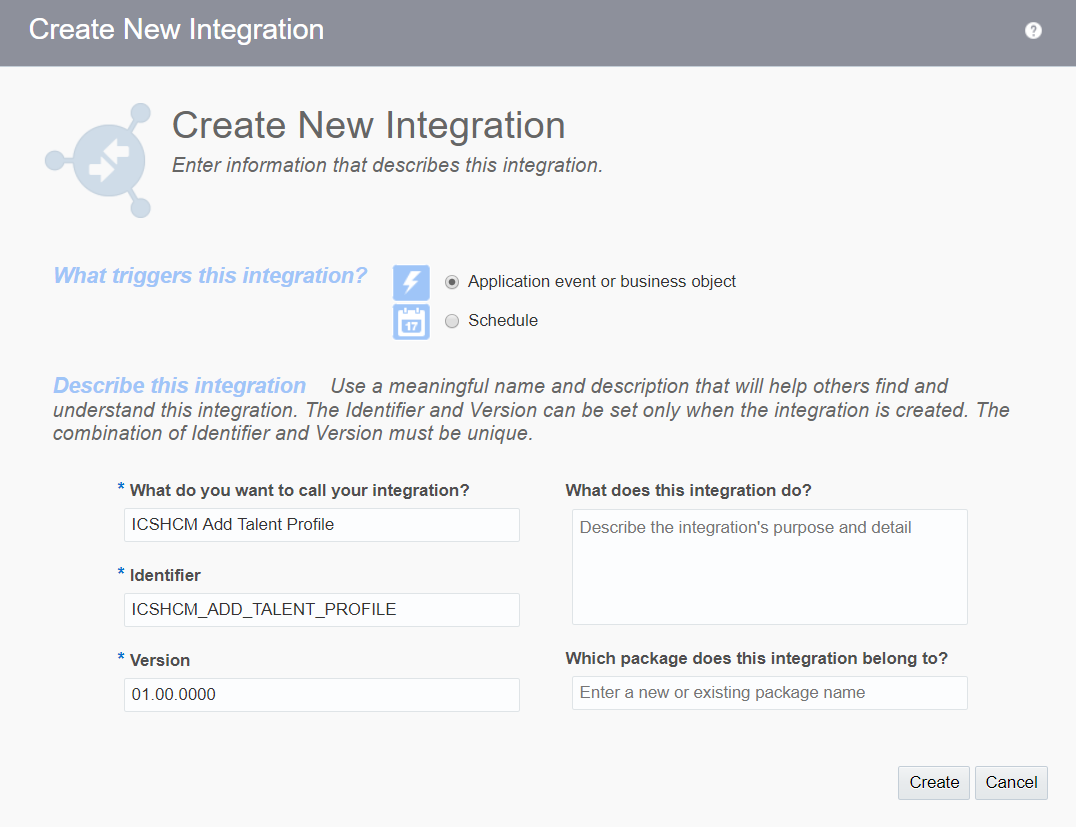 Create New Integration
?
Create New Integration
Enter information that describes this integration.
What triggers this integration?
Application event or business object
17
Schedule
Describe this integration Use a meaningful name and description that will help others find and
understand this integration. The Identifier and Version can be set only when the integration is created. The
combination of Identifier and Version must be unique.
* What do you want to call your integration?
ICSHCM Add Talent Profile
* Identifier
ICSHCM_ADD_TALENT_PROFILE
* Version
01.00.0000
What does this integration do?
Describe the integration's purpose and detail
Which package does this integration belong to?
Enter a new or existing package name
Create
Cancel